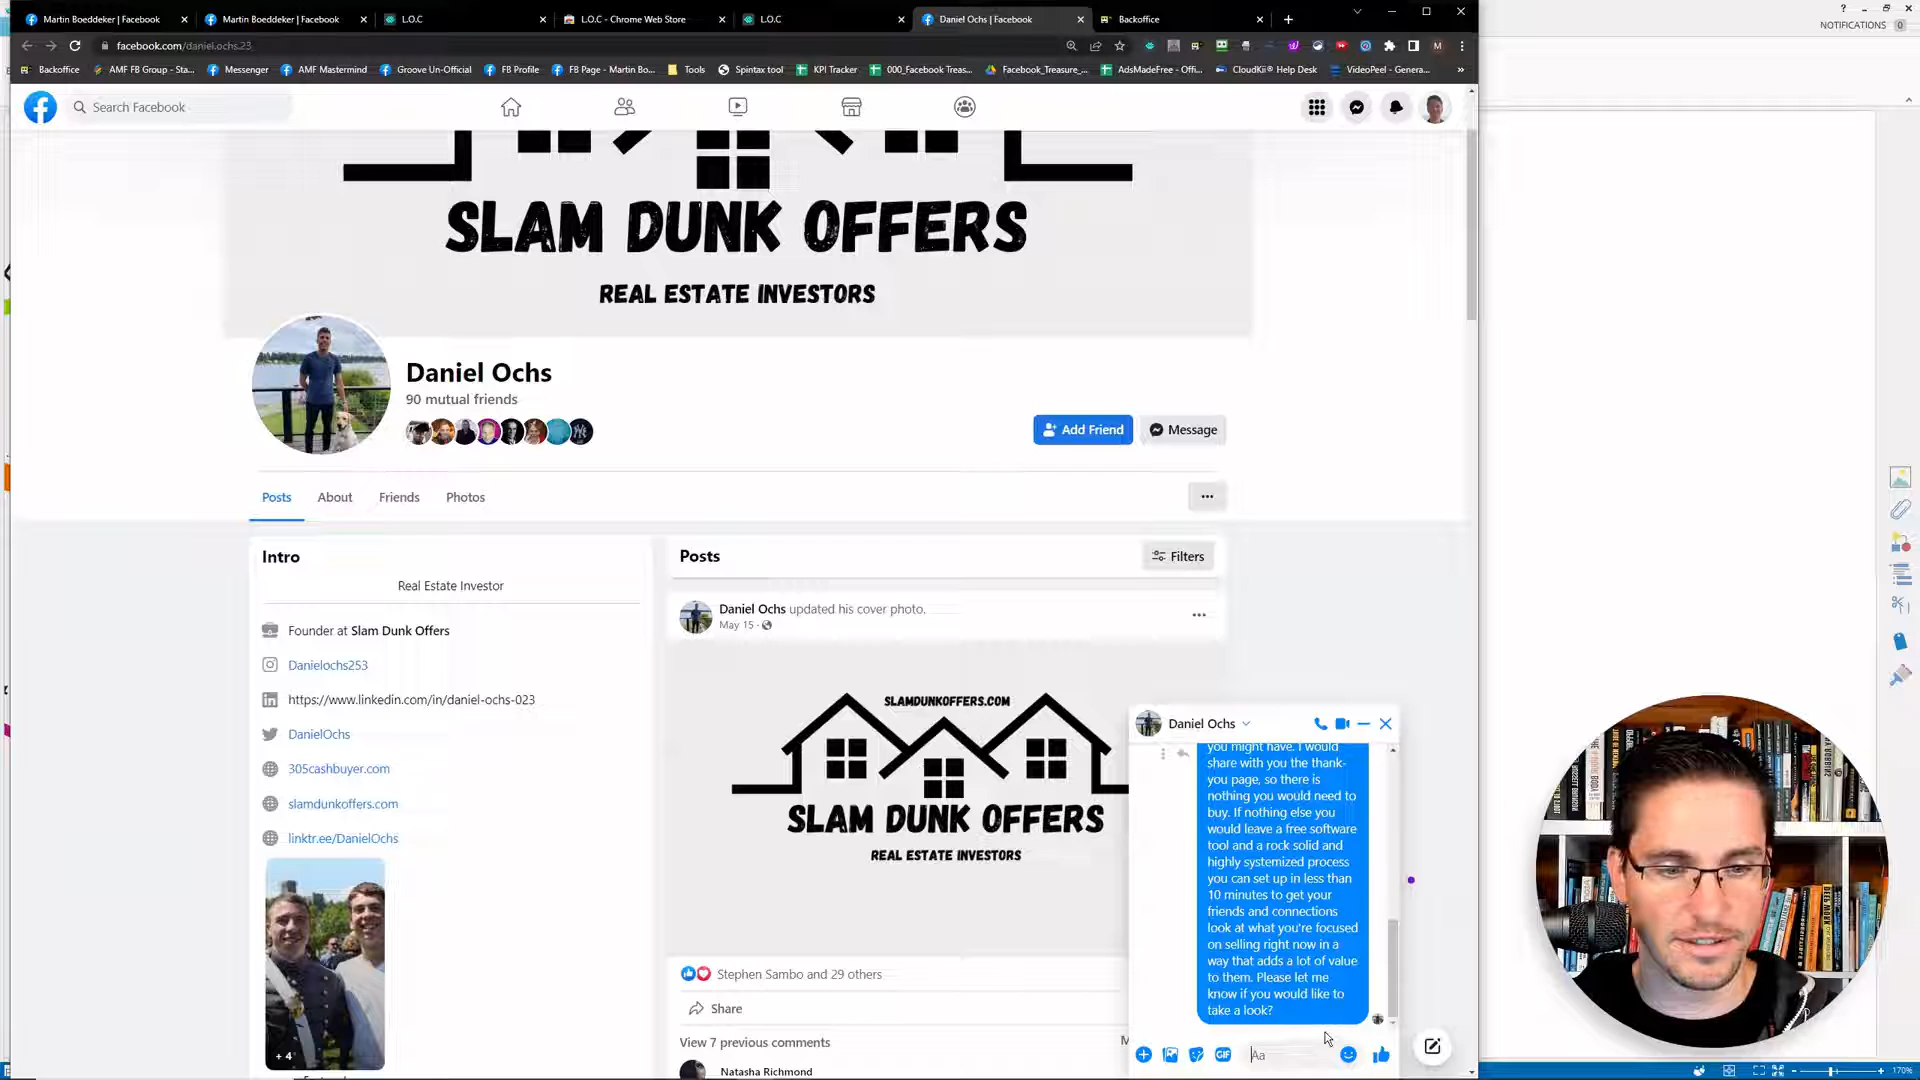 Martin Boeddeker | Facebook
Martin Boeddeker | Facebook
L.O.C
L.O.C - Chrome Web Store
L.O.C
Daniel Ochs | Facebook
Backoffice
NOTIFICATIONS 0
facebook.com/daniel.ochs.23
M
Backoffice
AMF FB Group - Sta...
Messenger
AMF Mastermind
Groove Un-Official
FB Profile
FB Page - Martin Bo...
Tools
Spintax tool
KPI Tracker
000_Facebook Treas...
Facebook_Treasure_...
AdsMadeFree - Offi...
CloudKii® Help Desk
VideoPeel - Genera...
Search Facebook
SLAM DUNK OFFERS
REAL ESTATE INVESTORS
Daniel Ochs
90 mutual friends
Add Friend
Message
Posts
About
Friends
Photos
Intro
Real Estate Investor
Founder at Slam Dunk Offers
Danielochs253
https://www.linkedin.com/in/daniel-ochs-023
DanielOchs
305cashbuyer.com
slamdunkoffers.com
linktr.ee/DanielOchs
+ 4
Posts
Filters
Daniel Ochs updated his cover photo.
May 15
SLAMDUNKOFFERS.COM
SLAM DUNK OFFERS
REAL ESTATE INVESTORS
Stephen Sambo and 29 others
Share
View 7 previous comments
Natasha Richmond
Daniel Ochs
you might have. I would
share with you the thank-
you page, so there is
nothing you would need to
buy. If nothing else you
would leave a free software
tool and a rock solid and
highly systemized process
you can set up in less than
10 minutes to get your
friends and connections
look at what you're focused
on selling right now in a
way that adds a lot of value
to them. Please let me
know if you would like to
take a look?
GIF
Aa
170%